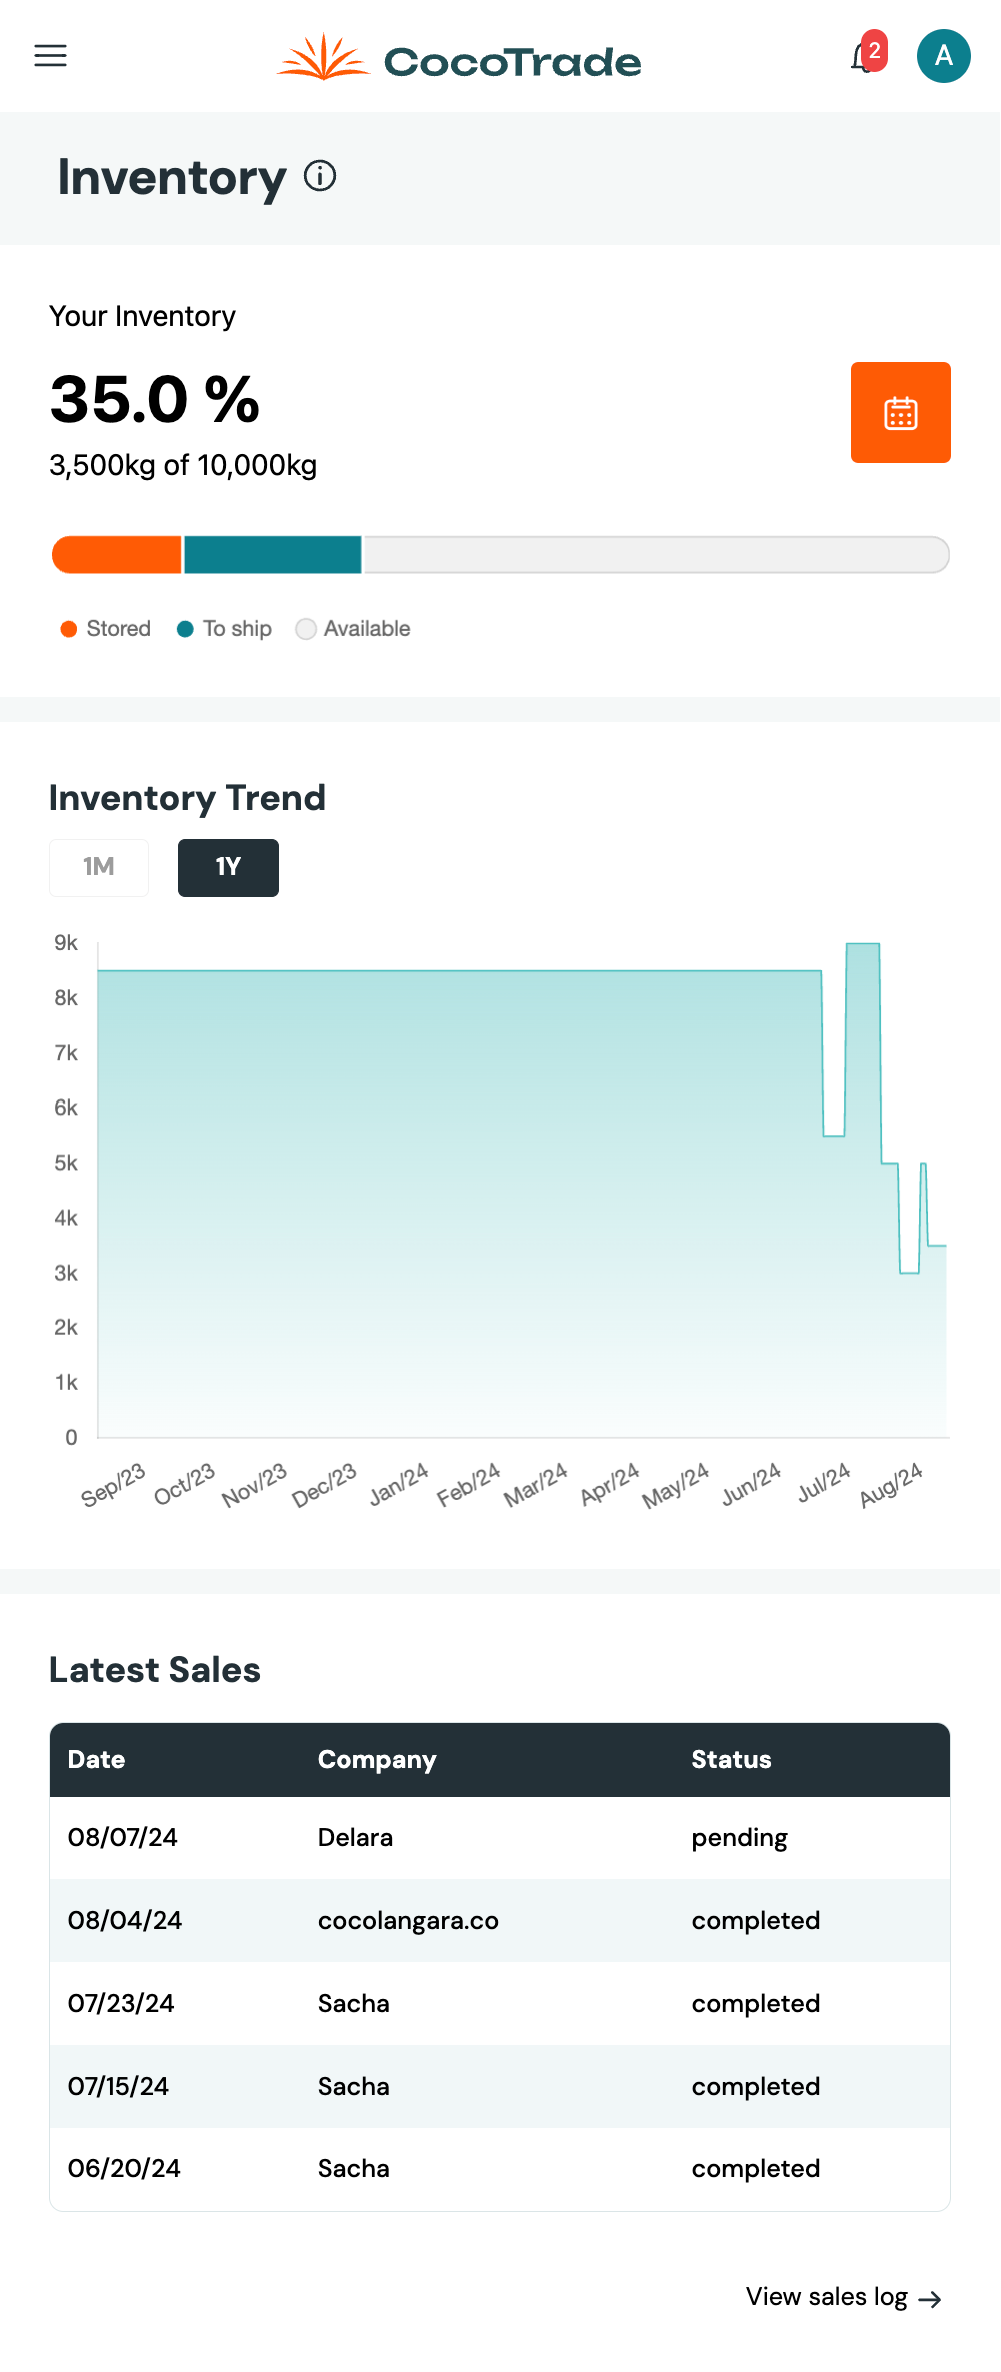 CocoTrade
2
A
Inventory
Your Inventory
35.0 %
3,500kg of 10,000kg
Stored To ship Available
Inventory Trend
1M 1Y
9k
8k
7k
6k
5k
4k
3k
2k
1k
0
Sep/23 Oct/23 Nov/23 Dec/23 Jan/24 Feb/24 Mar/24 Apr/24 May/24 Jun/24 Jul/24 Aug/24
Latest Sales
Date Company Status
08/07/24 Delara pending
08/04/24 cocolangara.co completed
07/23/24 Sacha completed
07/15/24 Sacha completed
06/20/24 Sacha completed
View sales log →